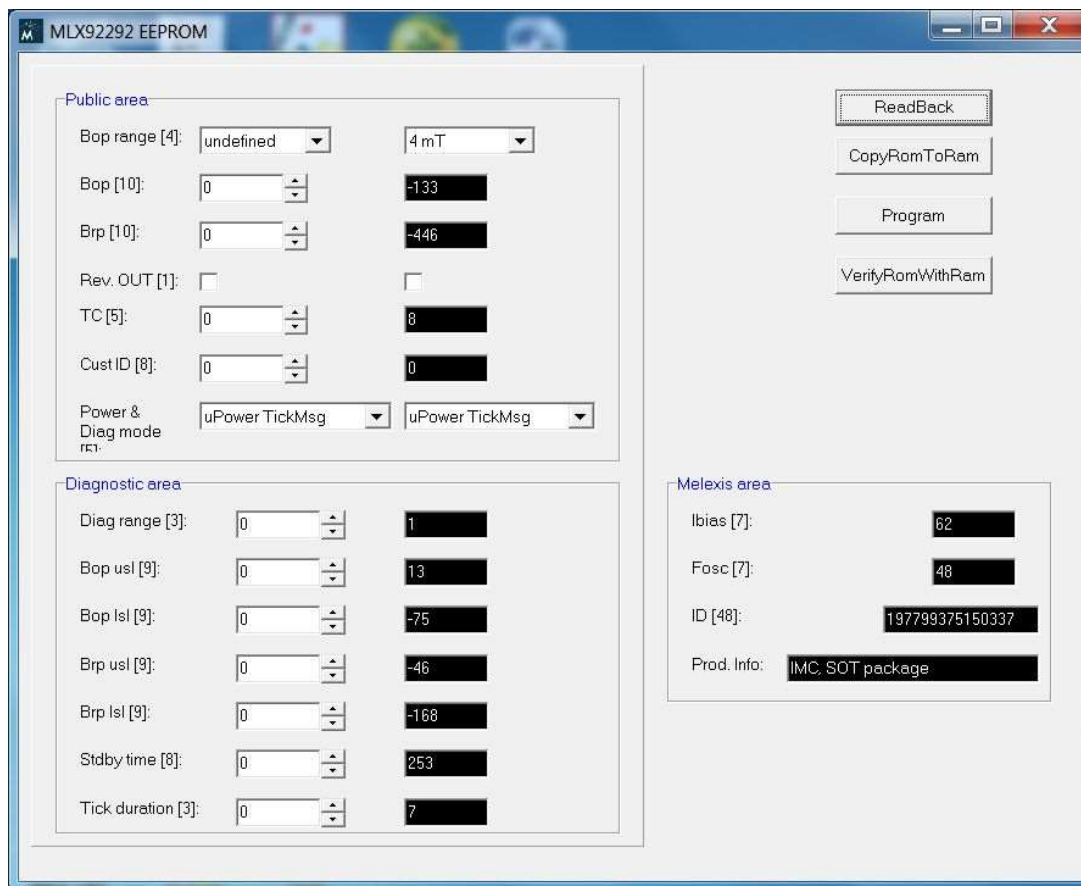 MLX92292 EEPROM
Public area
Bop range [4]: undefined 4 mT
Bop [10]: 0 -133
Brp [10]: 0 -446
Rev. OUT [1]:
TC [5]: 0 8
Cust ID [8]: 0 0
Power &
Diag mode
[5]:
uPower TickMsg uPower TickMsg
ReadBack
CopyRomToRam
Program
VerifyRomWithRam
Diagnostic area
Diag range [3]: 0 1
Bop usl [9]: 0 13
Bop lsl [9]: 0 -75
Brp usl [9]: 0 -46
Brp lsl [9]: 0 -168
Stdby time [8]: 0 253
Tick duration [3]: 0 7
Melexis area
Ibias [7]: 62
Fosc [7]: 48
ID [48]: 197799375150337
Prod. Info: IMC, SOT package